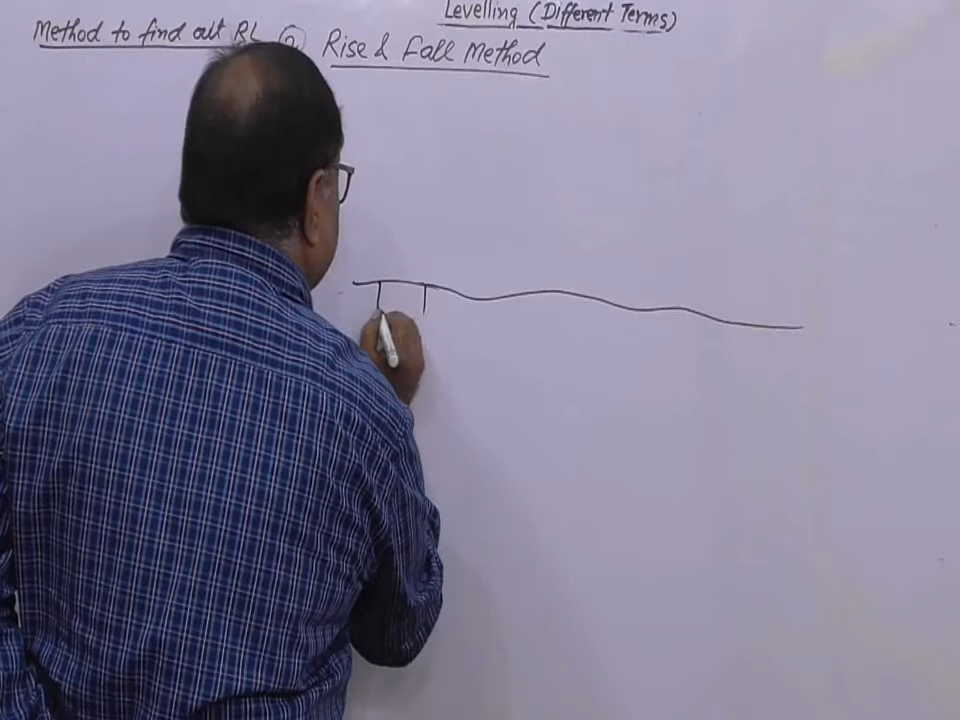 Levelling (Different Terms)
Method to find out RL ② Rise & Fall Method